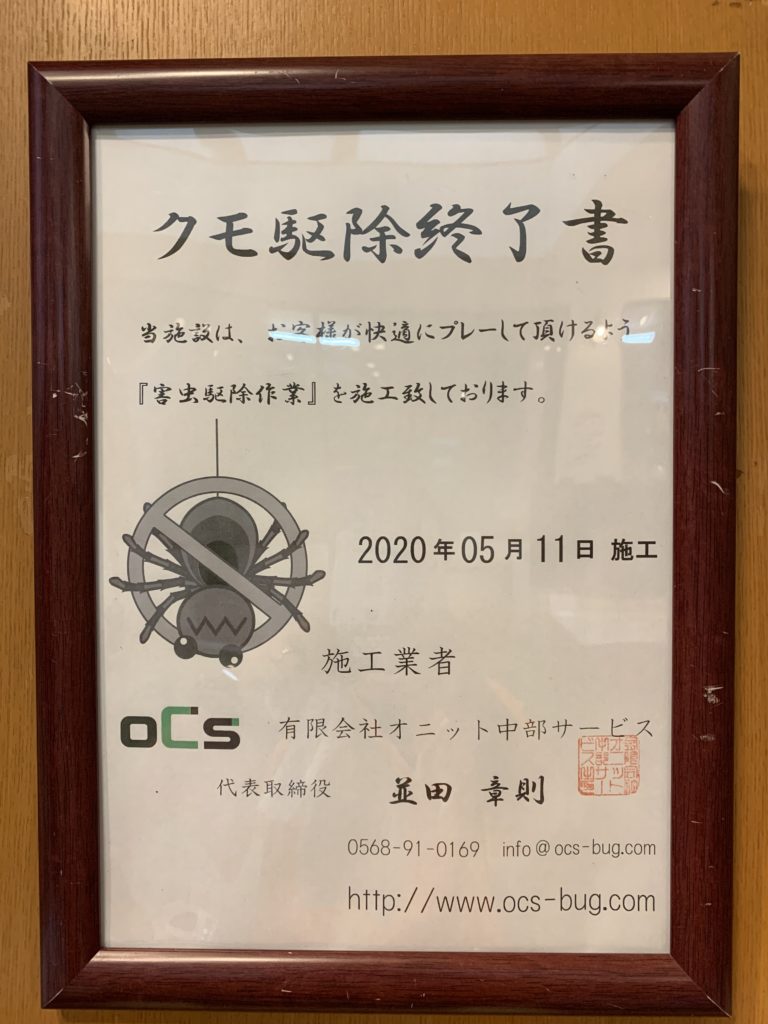 クモ駆除終了書
当施設は、お客様が快適にプレーして頂けるよう
『害虫駆除作業』を施工致しております。
2020年05月11日 施工
施工業者
oCs 有限会社オニット中部サービス
代表取締役 並田 章則
0568-91-0169 info@ocs-bug.com
http://www.ocs-bug.com